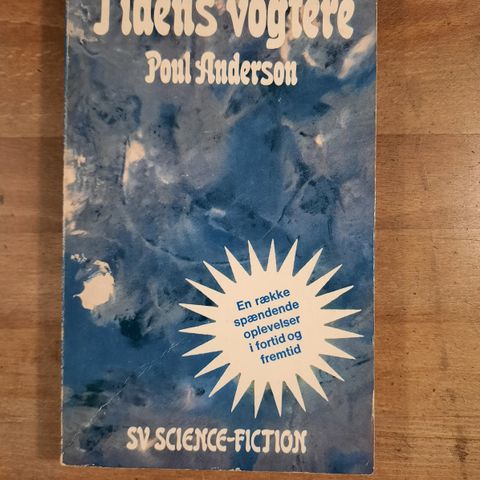 Tidens vogtere
Poul Anderson
En række
spændende
oplevelser
i fortid og
fremtid
SV SCIENCE-FICTION